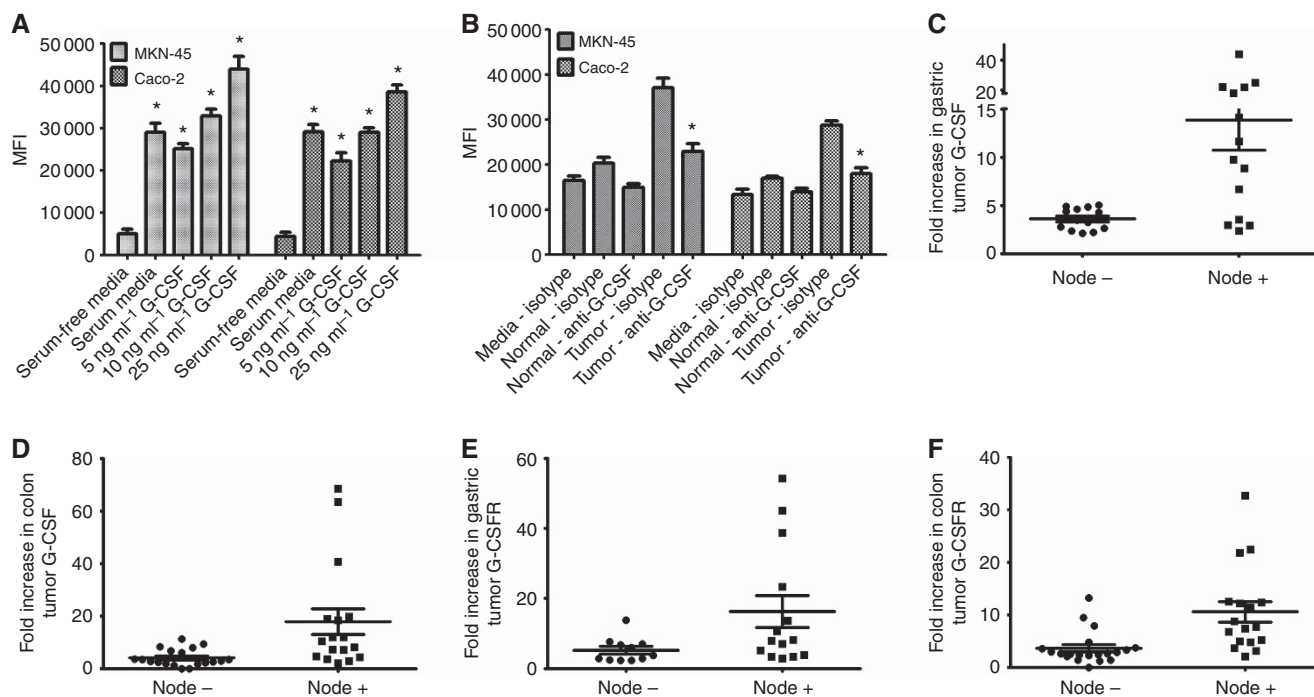 A
MFI
50 000
40 000
30 000
20 000
10 000
0
MKN-45
Caco-2
* * * * * * * *
Serum-free media
Serum media
5 ng ml⁻¹ G-CSF
10 ng ml⁻¹ G-CSF
25 ng ml⁻¹ G-CSF
Serum-free media
Serum media
5 ng ml⁻¹ G-CSF
10 ng ml⁻¹ G-CSF
25 ng ml⁻¹ G-CSF
B
MFI
50 000
40 000
30 000
20 000
10 000
0
MKN-45
Caco-2
* *
Media - isotype
Normal - isotype
Normal - anti-G-CSF
Tumor - isotype
Tumor - anti-G-CSF
Media - isotype
Normal - isotype
Normal - anti-G-CSF
Tumor - isotype
Tumor - anti-G-CSF
C
Fold increase in gastric
tumor G-CSF
40
20
15
10
5
0
Node –
Node +
D
Fold increase in colon
tumor G-CSF
80
60
40
20
0
Node –
Node +
E
Fold increase in gastric
tumor G-CSFR
60
40
20
0
Node –
Node +
F
Fold increase in colon
tumor G-CSFR
40
30
20
10
0
Node –
Node +